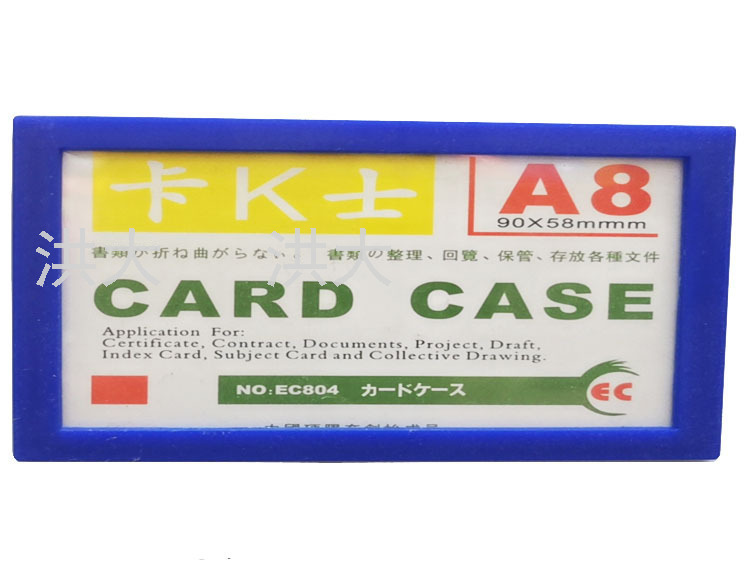 卡K士
A8
90X58mmm
書類が折ね曲がらない。 書類の整理、回覽、保管、存放各種文件
洪大 洪大
CARD CASE
Application For:
Certificate, Contract, Documents, Project, Draft,
Index Card, Subject Card and Collective Drawing.
NO:EC804 カードケース
EC